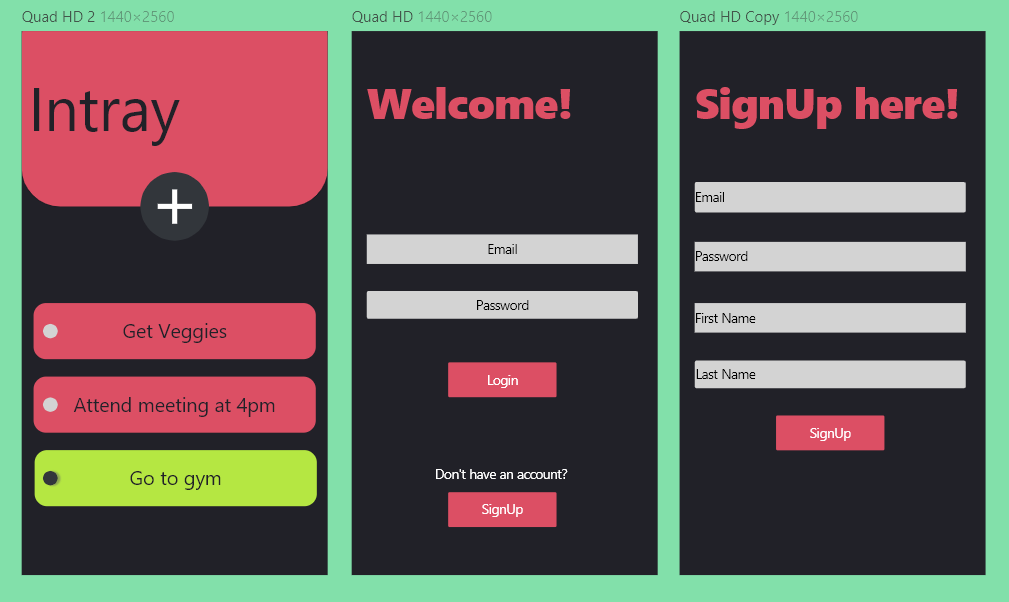 Quad HD 2 1440×2560
Intray
+
Get Veggies
Attend meeting at 4pm
Go to gym
Quad HD 1440×2560
Welcome!
Email
Password
Login
Don't have an account?
SignUp
Quad HD Copy 1440×2560
SignUp here!
Email
Password
First Name
Last Name
SignUp